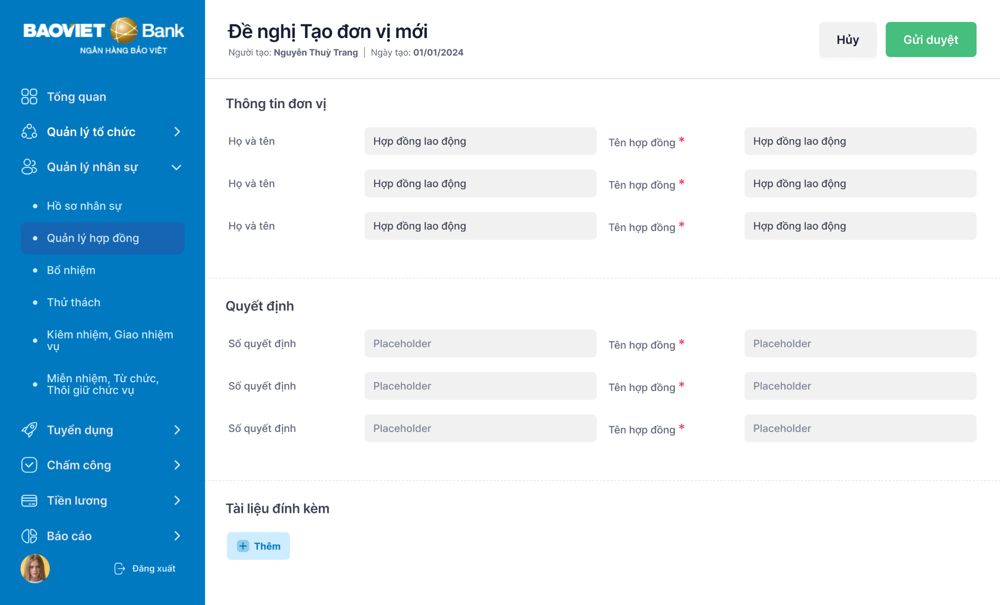 BAOVIET Bank
NGÂN HÀNG BẢO VIỆT
Tổng quan
Quản lý tổ chức
Quản lý nhân sự
Hồ sơ nhân sự
Quản lý hợp đồng
Bổ nhiệm
Thử thách
Kiêm nhiệm, Giao nhiệm
vụ
Miễn nhiệm, Từ chức,
Thôi giữ chức vụ
Tuyển dụng
Chấm công
Tiền lương
Báo cáo
Đăng xuất
Đề nghị Tạo đơn vị mới
Người tạo: Nguyễn Thuỳ Trang | Ngày tạo: 01/01/2024
Hủy
Gửi duyệt
Thông tin đơn vị
Họ và tên Hợp đồng lao động Tên hợp đồng * Hợp đồng lao động
Họ và tên Hợp đồng lao động Tên hợp đồng * Hợp đồng lao động
Họ và tên Hợp đồng lao động Tên hợp đồng * Hợp đồng lao động
Quyết định
Số quyết định Placeholder Tên hợp đồng * Placeholder
Số quyết định Placeholder Tên hợp đồng * Placeholder
Số quyết định Placeholder Tên hợp đồng * Placeholder
Tài liệu đính kèm
Thêm